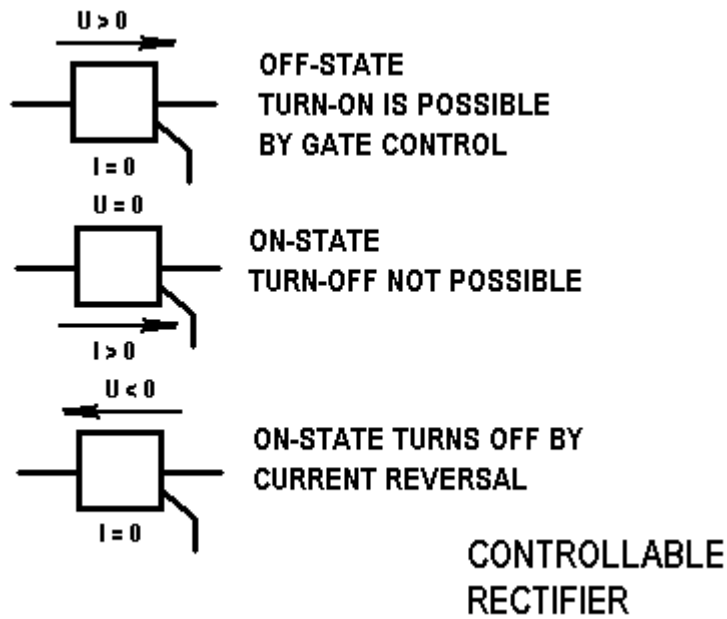 U > 0
OFF-STATE
TURN-ON IS POSSIBLE
BY GATE CONTROL
I = 0
U = 0
ON-STATE
TURN-OFF NOT POSSIBLE
I > 0
U < 0
ON-STATE TURNS OFF BY
CURRENT REVERSAL
I = 0
CONTROLLABLE
RECTIFIER